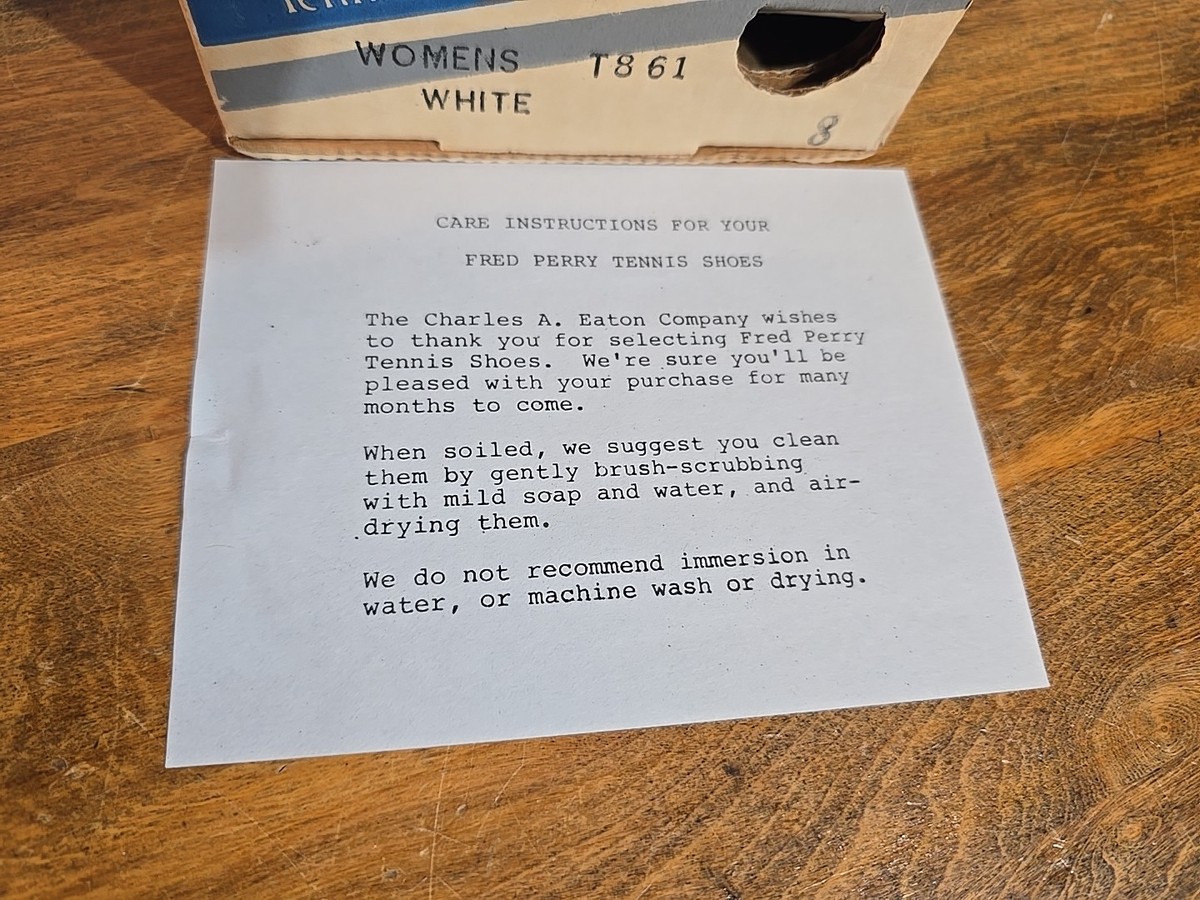 WOMENS T861
WHITE
8
CARE INSTRUCTIONS FOR YOUR
FRED PERRY TENNIS SHOES
The Charles A. Eaton Company wishes
to thank you for selecting Fred Perry
Tennis Shoes. We're sure you'll be
pleased with your purchase for many
months to come.
When soiled, we suggest you clean
them by gently brush-scrubbing
with mild soap and water, and air-
drying them.
We do not recommend immersion in
water, or machine wash or drying.